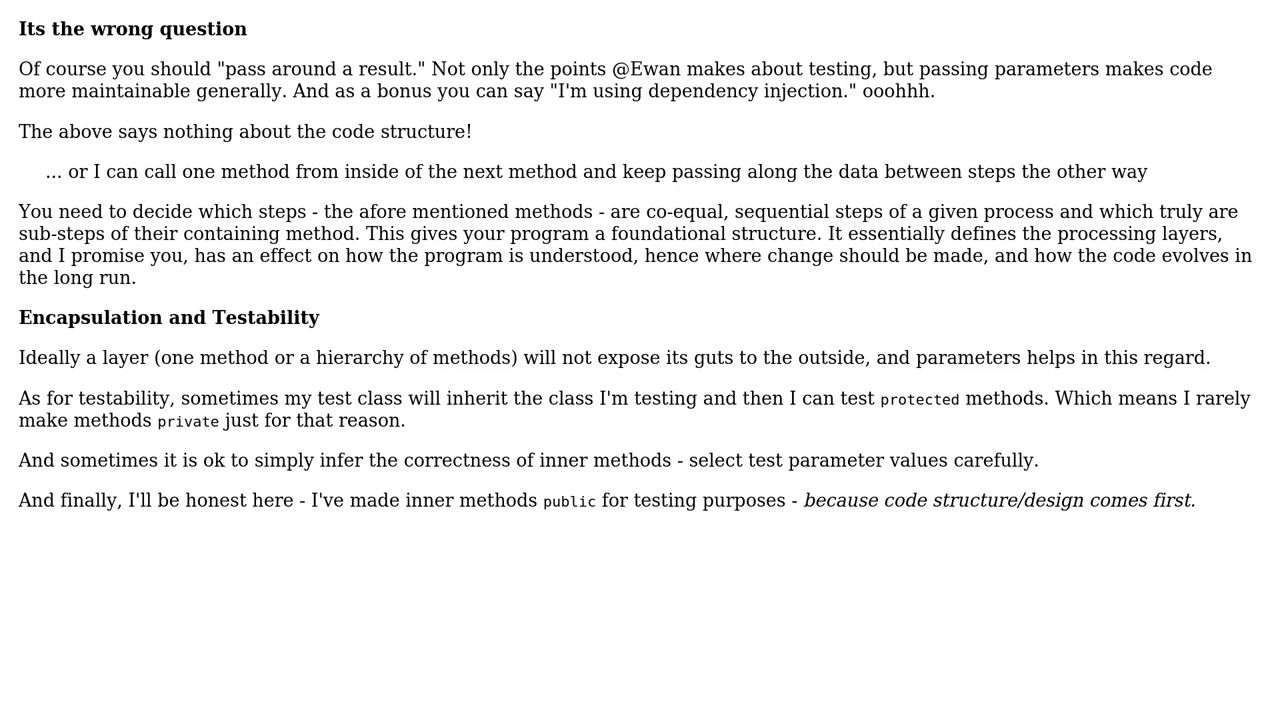 Its the wrong question
Of course you should "pass around a result." Not only the points @Ewan makes about testing, but passing parameters makes code
more maintainable generally. And as a bonus you can say "I'm using dependency injection." ooohhh.
The above says nothing about the code structure!
... or I can call one method from inside of the next method and keep passing along the data between steps the other way
You need to decide which steps - the afore mentioned methods - are co-equal, sequential steps of a given process and which truly are
sub-steps of their containing method. This gives your program a foundational structure. It essentially defines the processing layers,
and I promise you, has an effect on how the program is understood, hence where change should be made, and how the code evolves in
the long run.
Encapsulation and Testability
Ideally a layer (one method or a hierarchy of methods) will not expose its guts to the outside, and parameters helps in this regard.
As for testability, sometimes my test class will inherit the class I'm testing and then I can test protected methods. Which means I rarely
make methods private just for that reason.
And sometimes it is ok to simply infer the correctness of inner methods - select test parameter values carefully.
And finally, I'll be honest here - I've made inner methods public for testing purposes - because code structure/design comes first.